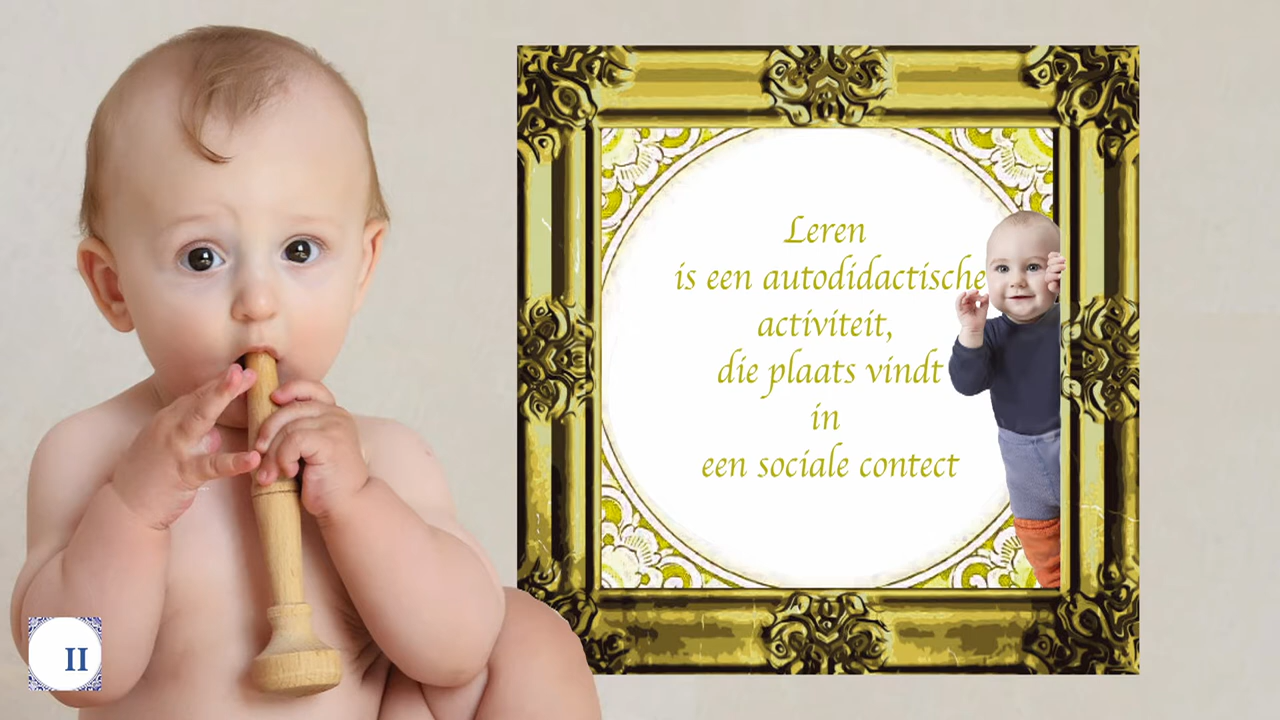 Leren
is een autodidactische
activiteit,
die plaats vindt
in
een sociale contect
II